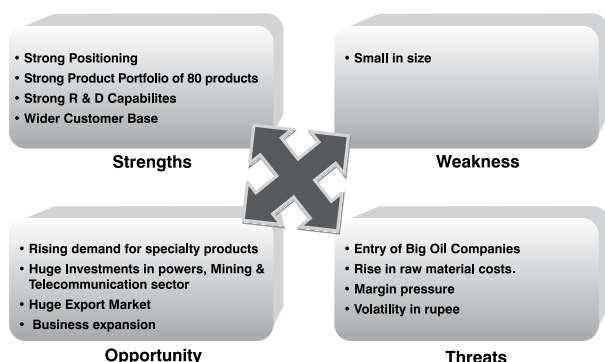 • Strong Positioning
• Strong Product Portfolio of 80 products
• Strong R & D Capabilites
• Wider Customer Base
Strengths
• Small in size
Weakness
• Rising demand for specialty products
• Huge Investments in powers, Mining &
Telecommunication sector
• Huge Export Market
• Business expansion
Opportunity
• Entry of Big Oil Companies
• Rise in raw material costs.
• Margin pressure
• Volatility in rupee
Threats